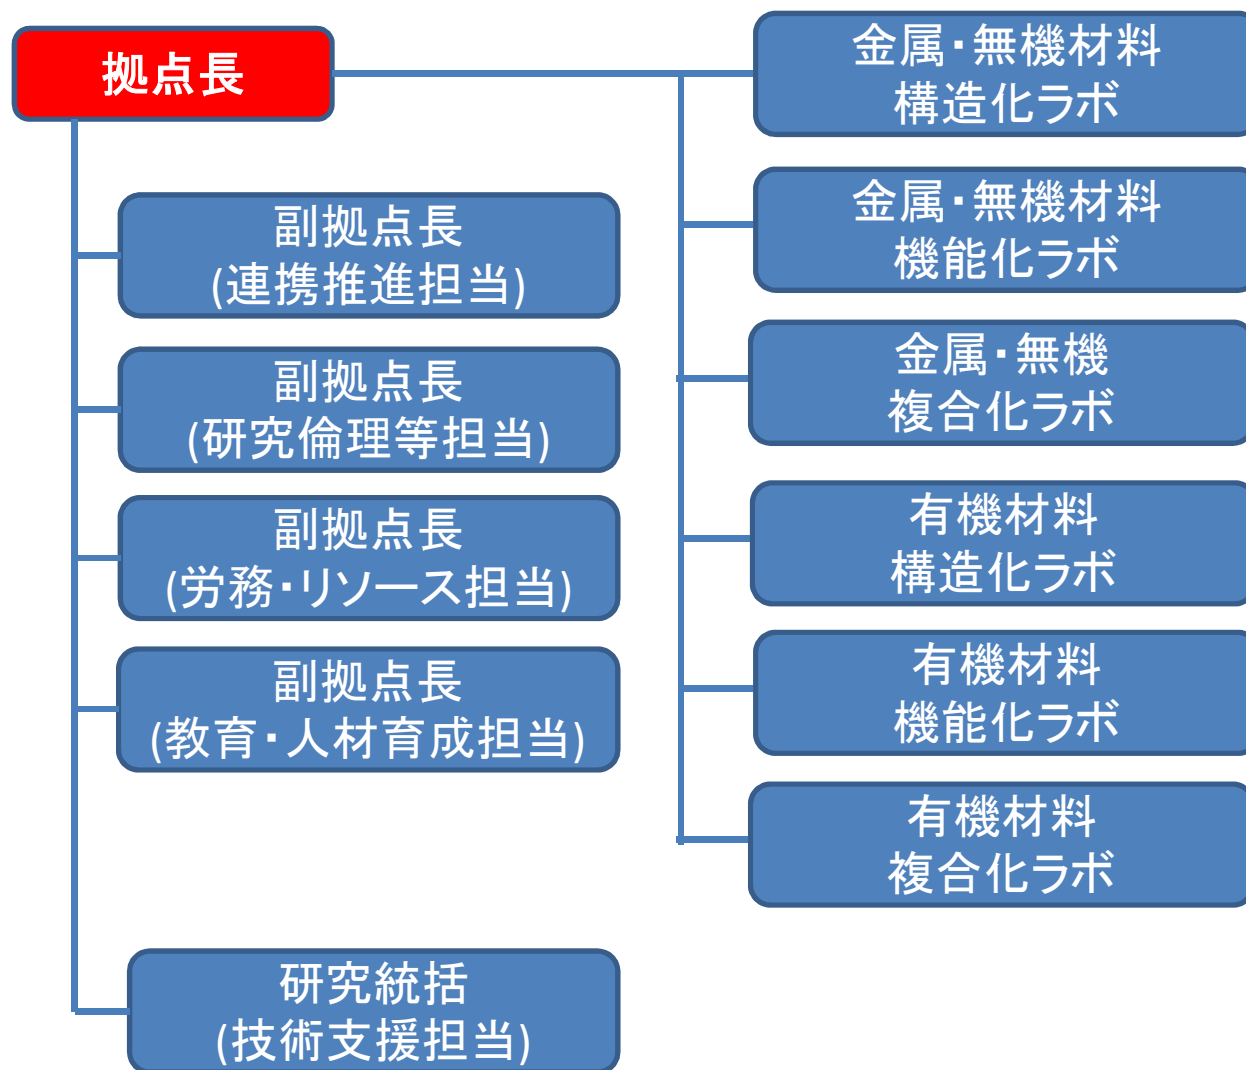 拠点長
副拠点長
(連携推進担当)
副拠点長
(研究倫理等担当)
副拠点長
(労務・リソース担当)
副拠点長
(教育・人材育成担当)
研究統括
(技術支援担当)
金属・無機材料
構造化ラボ
金属・無機材料
機能化ラボ
金属・無機
複合化ラボ
有機材料
構造化ラボ
有機材料
機能化ラボ
有機材料
複合化ラボ